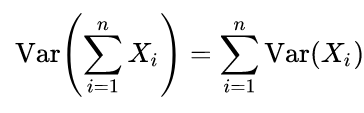 Var(∑_{i=1}^{n} X_i) = ∑_{i=1}^{n} Var(X_i)